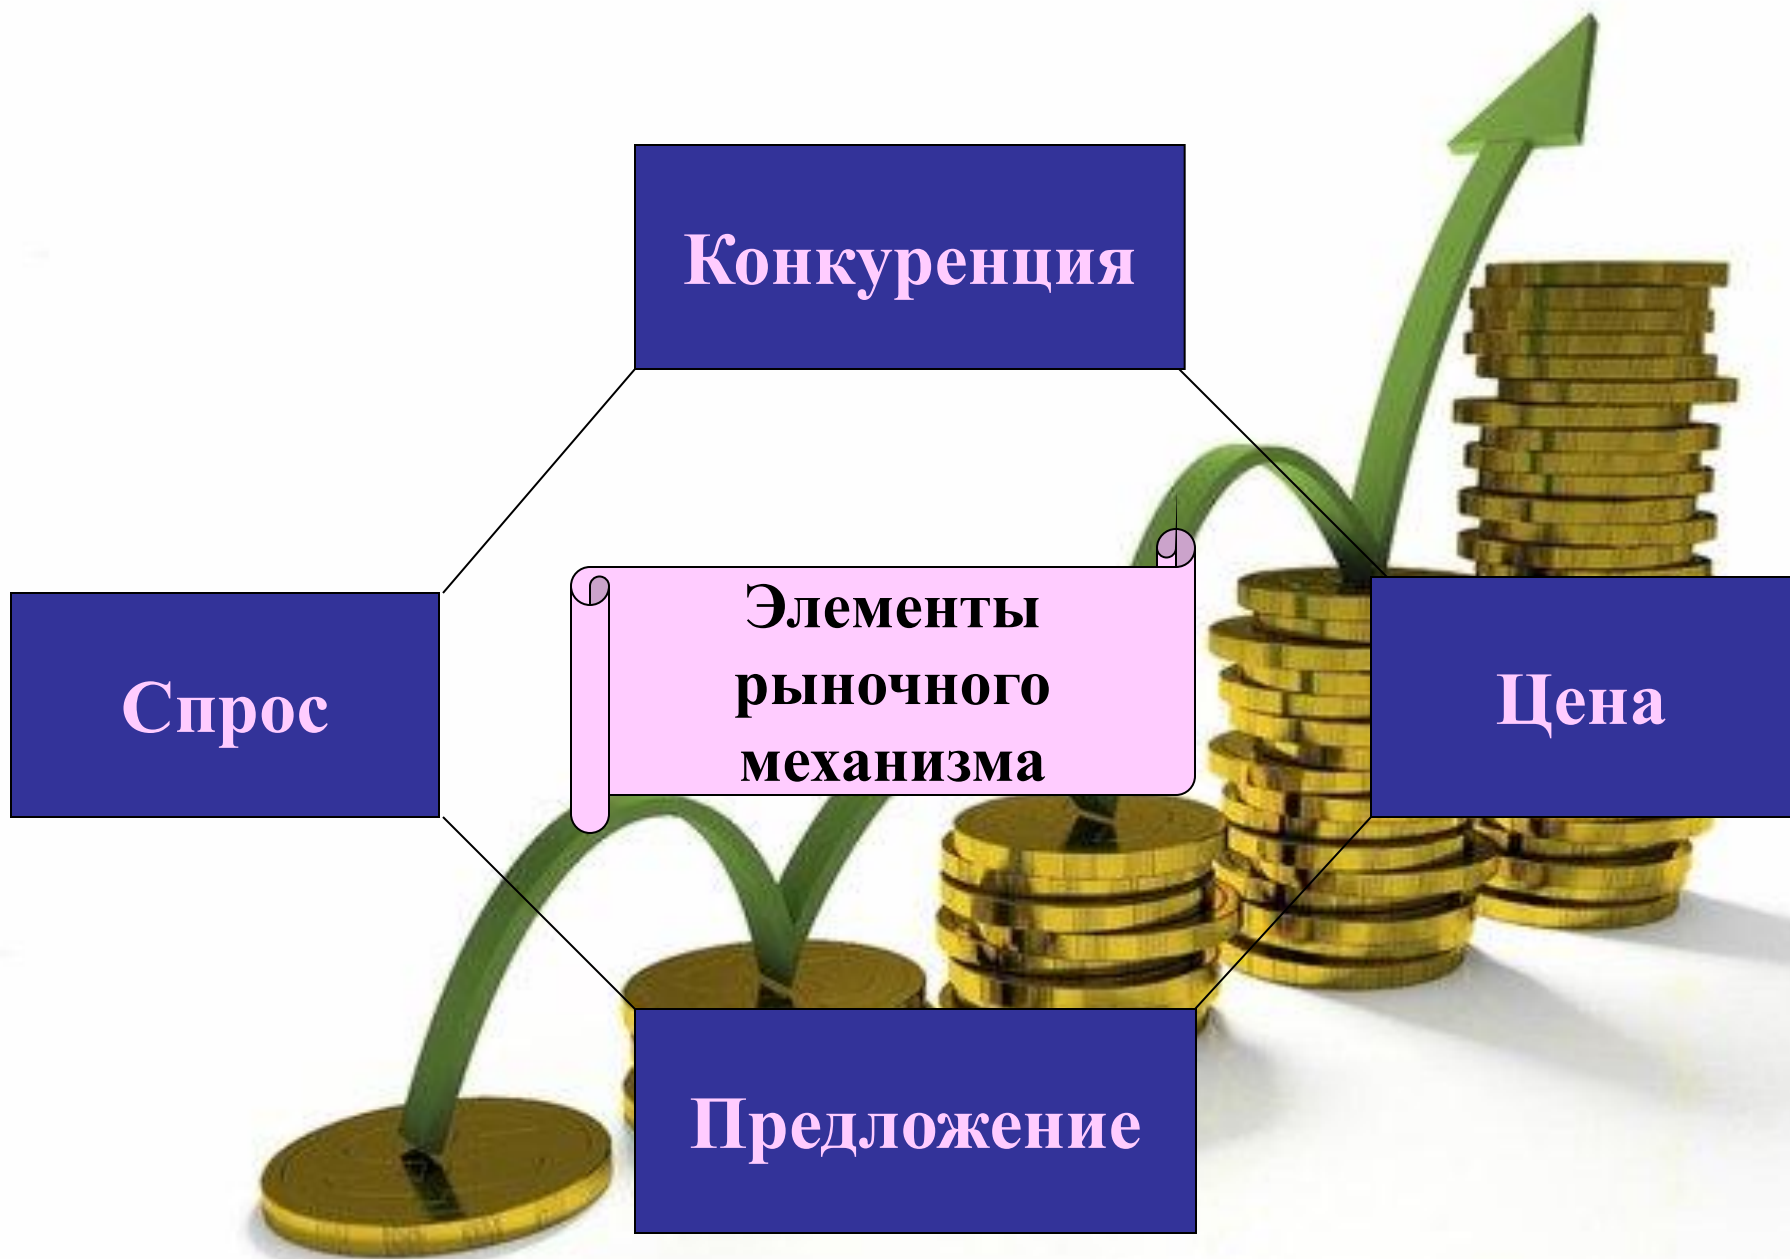 Конкуренция
Элементы
рыночного
механизма
Спрос
Цена
Предложение